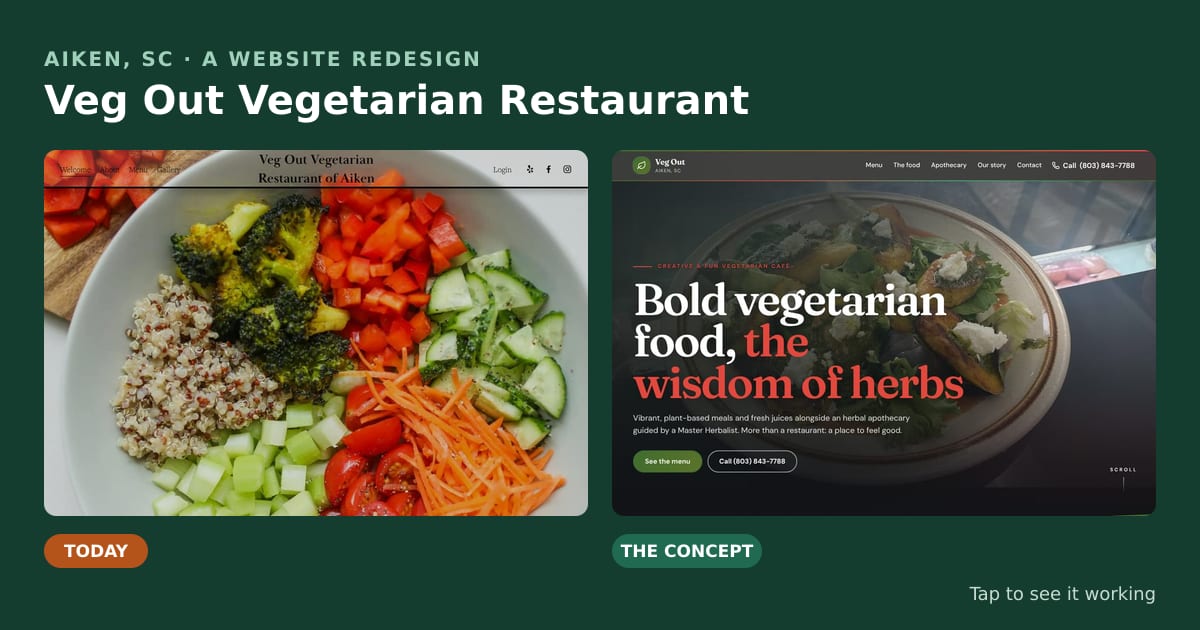 AIKEN, SC · A WEBSITE REDESIGN
Veg Out Vegetarian Restaurant
Welcome About Menu Gallery
Veg Out Vegetarian
Restaurant of Aiken
Login
Veg Out
AIKEN, SC
Menu The food Apothecary Our story Contact Call (803) 843-7788
CREATIVE & FUN VEGETARIAN CAFÉ
Bold vegetarian
food, the
wisdom of herbs
Vibrant, plant-based meals and fresh juices alongside an herbal apothecary
guided by a Master Herbalist. More than a restaurant: a place to feel good.
See the menu Call (803) 843-7788
SCROLL
TODAY
THE CONCEPT
Tap to see it working